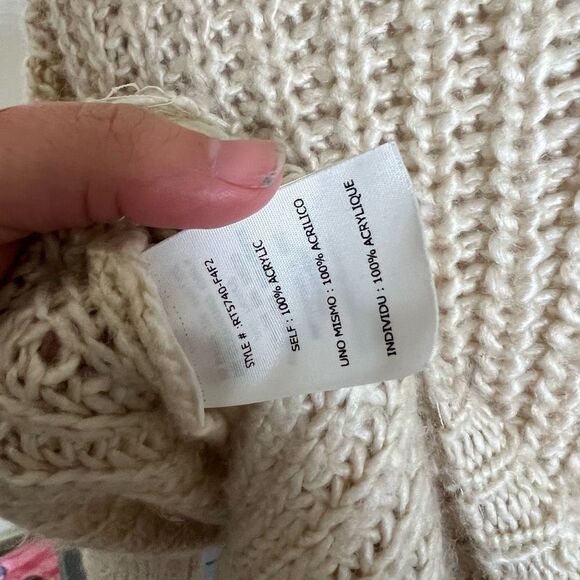 STYLE # : RT5740-F4F2
SELF : 100% ACRYLIC
UNO MISMO : 100% ACRILICO
INDIVIDU : 100% ACRYLIQUE